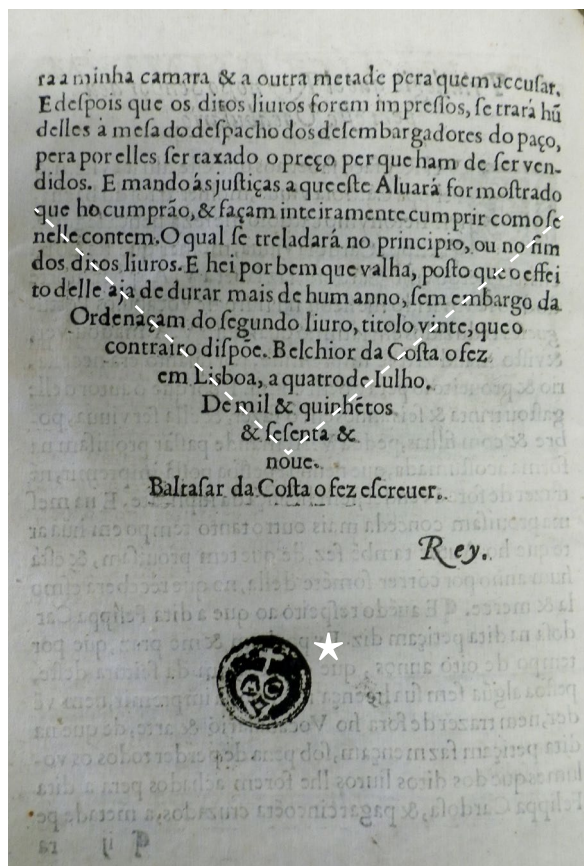 ra a minha camara & a outra metade pera quem accusar.
E despois que os ditos liuros forem impressos, se trará hũ
delles à mesa do despacho dos desembargadores do paço,
pera por elles ser taxado o preço per que ham de ser ven-
didos. E mando ás justiças a que este Aluará for mostrado
que ho cumprão, & façam inteiramente cumprir como se
nelle contem. O qual se treladará no principio, ou no fim
dos ditos liuros. E hei por bem que valha, posto que o effei
to delle aja de durar mais de hum anno, sem embargo da
Ordenaçam do segundo liuro, titolo vinte, que o
contrairo dispõe. Belchior da Costa o fez
em Lisboa, a quatro de Iulho.
De mil & quinhẽtos
& sesenta &
noue.
Baltasar da Costa o fez escreuer.
Rey.